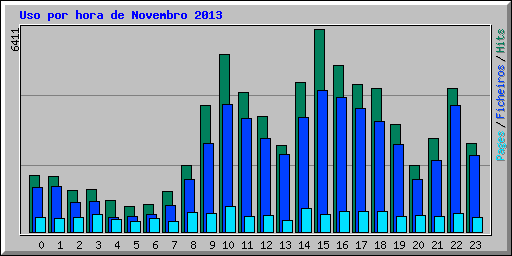 Uso por hora de Novembro 2013
6411
Pages / Ficheiros / Hits
0 1 2 3 4 5 6 7 8 9 10 11 12 13 14 15 16 17 18 19 20 21 22 23